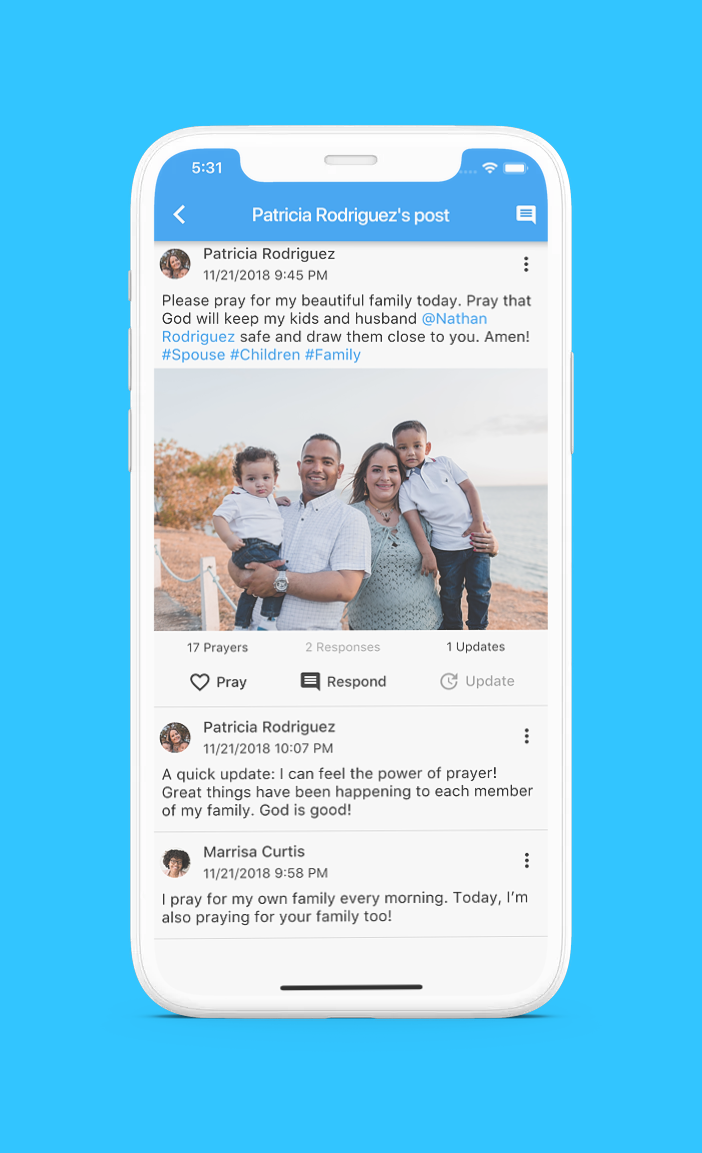 5:31
Patricia Rodriguez's post
Patricia Rodriguez
11/21/2018 9:45 PM
Please pray for my beautiful family today. Pray that
God will keep my kids and husband @Nathan
Rodriguez safe and draw them close to you. Amen!
#Spouse #Children #Family
17 Prayers 2 Responses 1 Updates
Pray Respond Update
Patricia Rodriguez
11/21/2018 10:07 PM
A quick update: I can feel the power of prayer!
Great things have been happening to each member
of my family. God is good!
Marrisa Curtis
11/21/2018 9:58 PM
I pray for my own family every morning. Today, I’m
also praying for your family too!